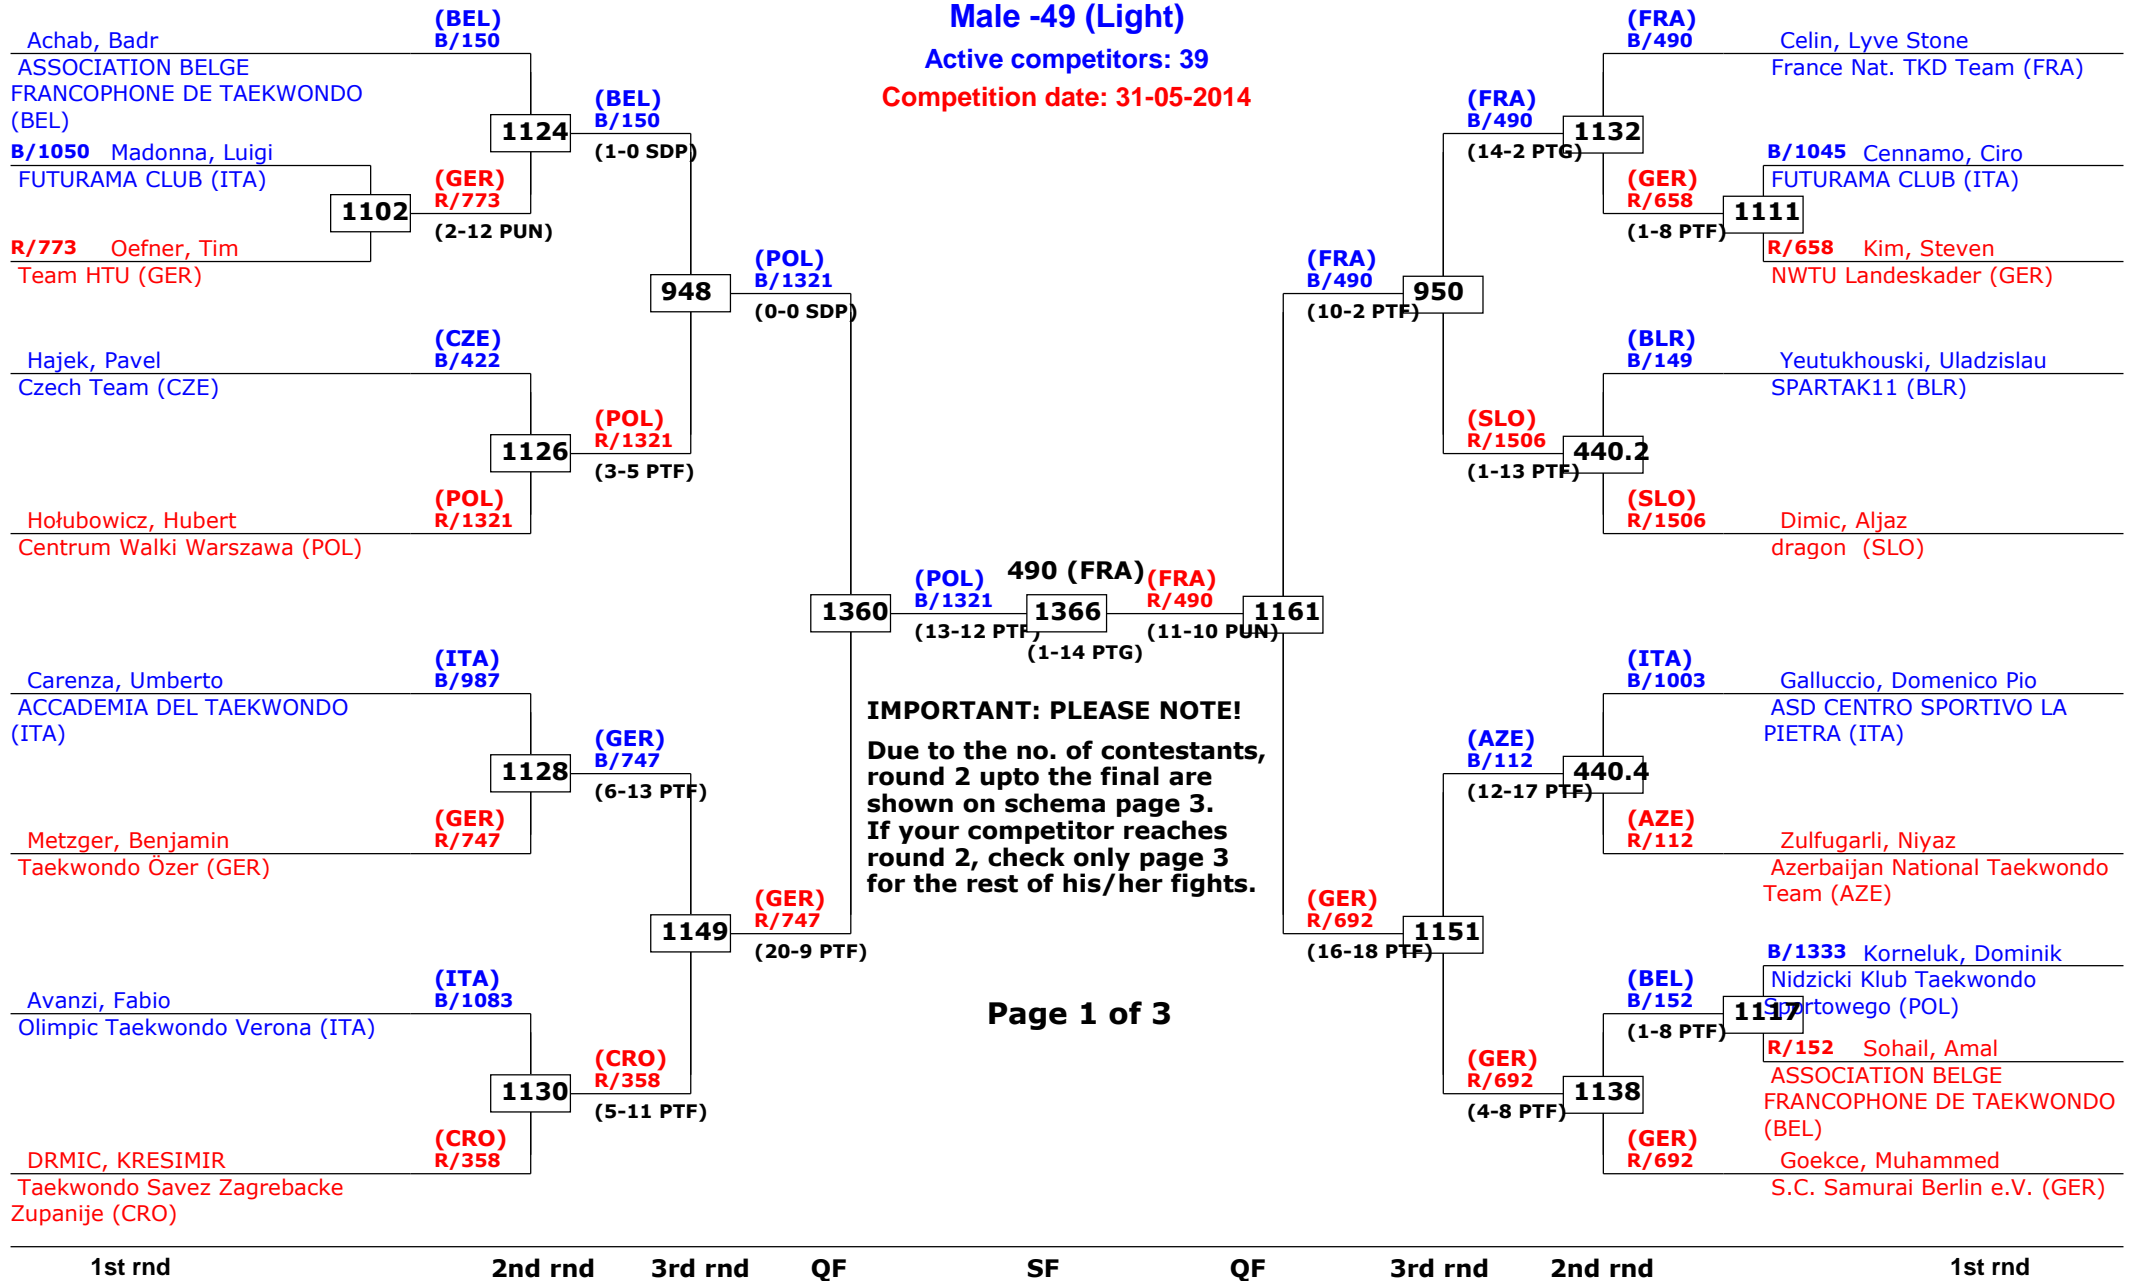 Male -49 (Light)
Active competitors: 39
Competition date: 31-05-2014
Achab, Badr
(BEL)
B/150
ASSOCIATION BELGE
FRANCOPHONE DE TAEKWONDO
(BEL)
B/1050 Madonna, Luigi
FUTURAMA CLUB (ITA)
1102
(GER)
R/773
(2-12 PUN)
R/773 Oefner, Tim
Team HTU (GER)
1124
(BEL)
B/150
(1-0 SDP)
948
(POL)
B/1321
(0-0 SDP)
Hajek, Pavel
(CZE)
B/422
Czech Team (CZE)
1126
(POL)
R/1321
(3-5 PTF)
Hołubowicz, Hubert
(POL)
R/1321
Centrum Walki Warszawa (POL)
1360
(POL)
B/1321
(13-12 PTF)
490 (FRA)
1366
(1-14 PTG)
(FRA)
R/490
(11-10 PUN)
1161
Carenza, Umberto
(ITA)
B/987
ACCADEMIA DEL TAEKWONDO
(ITA)
1128
(GER)
B/747
(6-13 PTF)
Metzger, Benjamin
(GER)
R/747
Taekwondo Özer (GER)
1149
(GER)
R/747
(20-9 PTF)
Avanzi, Fabio
(ITA)
B/1083
Olimpic Taekwondo Verona (ITA)
1130
(CRO)
R/358
(5-11 PTF)
DRMIC, KRESIMIR
(CRO)
R/358
Taekwondo Savez Zagrebacke
Zupanije (CRO)
IMPORTANT: PLEASE NOTE!
Due to the no. of contestants,
round 2 upto the final are
shown on schema page 3.
If your competitor reaches
round 2, check only page 3
for the rest of his/her fights.
Page 1 of 3
(FRA)
B/490
Celin, Lyve Stone
France Nat. TKD Team (FRA)
(FRA)
B/490
(14-2 PTG)
1132
B/1045 Cennamo, Ciro
FUTURAMA CLUB (ITA)
(GER)
R/658
(1-8 PTF)
1111
R/658 Kim, Steven
NWTU Landeskader (GER)
(FRA)
B/490
(10-2 PTF)
950
(BLR)
B/149
Yeutukhouski, Uladzislau
SPARTAK11 (BLR)
(SLO)
R/1506
(1-13 PTF)
440.2
(SLO)
R/1506
Dimic, Aljaz
dragon (SLO)
(ITA)
B/1003
Galluccio, Domenico Pio
ASD CENTRO SPORTIVO LA
PIETRA (ITA)
(AZE)
B/112
(12-17 PTF)
440.4
(AZE)
R/112
Zulfugarli, Niyaz
Azerbaijan National Taekwondo
Team (AZE)
(GER)
R/692
(16-18 PTF)
1151
B/1333 Korneluk, Dominik
Nidzicki Klub Taekwondo
Sportowego (POL)
(BEL)
B/152
(1-8 PTF)
1117
R/152 Sohail, Amal
ASSOCIATION BELGE
FRANCOPHONE DE TAEKWONDO
(BEL)
(GER)
R/692
(4-8 PTF)
1138
(GER)
R/692
Goekce, Muhammed
S.C. Samurai Berlin e.V. (GER)
1st rnd 2nd rnd 3rd rnd QF SF QF 3rd rnd 2nd rnd 1st rnd